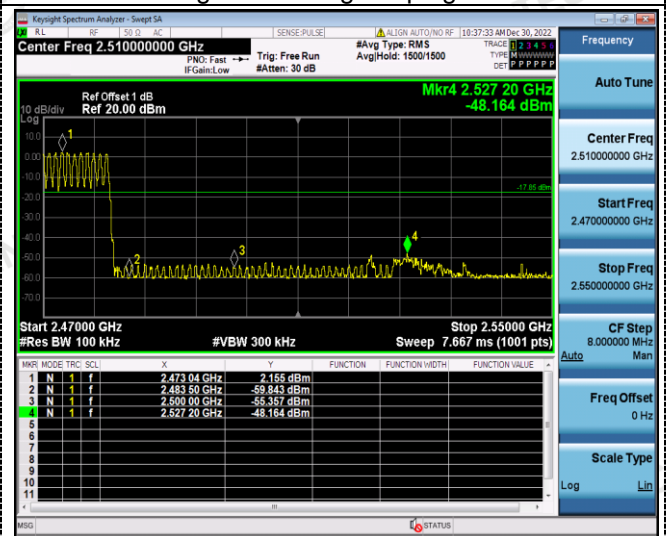 Keysight Spectrum Analyzer - Swept SA
RL RF 50 Ω AC SENSE:PULSE ALIGN AUTO/NO RF 10:37:33 AM Dec 30, 2022
Center Freq 2.510000000 GHz #Avg Type: RMS TRACE 1 2 3 4 5 6
PNO: Fast Trig: Free Run Avg|Hold: 1500/1500 TYPE M W W W W W
IFGain:Low #Atten: 30 dB DET P P P P P P
Frequency
Auto Tune
Center Freq
2.510000000 GHz
Start Freq
2.470000000 GHz
Stop Freq
2.550000000 GHz
CF Step
8.000000 MHz
Auto Man
Freq Offset
0 Hz
Scale Type
Log Lin
Ref Offset 1 dB Mkr4 2.527 20 GHz
10 dB/div Ref 20.00 dBm -48.164 dBm
Log
10.0
0.00
-10.0
-20.0
-30.0
-40.0
-50.0
-60.0
-70.0
1
2
3
4
-17.85 dBm
Start 2.47000 GHz Stop 2.55000 GHz
#Res BW 100 kHz #VBW 300 kHz Sweep 7.667 ms (1001 pts)
MKR MODE TRC SCL X Y FUNCTION FUNCTION WIDTH FUNCTION VALUE
1 N 1 f 2.473 04 GHz 2.155 dBm
2 N 1 f 2.483 50 GHz -59.843 dBm
3 N 1 f 2.500 00 GHz -55.357 dBm
4 N 1 f 2.527 20 GHz -48.164 dBm
5
6
7
8
9
10
11
MSG STATUS